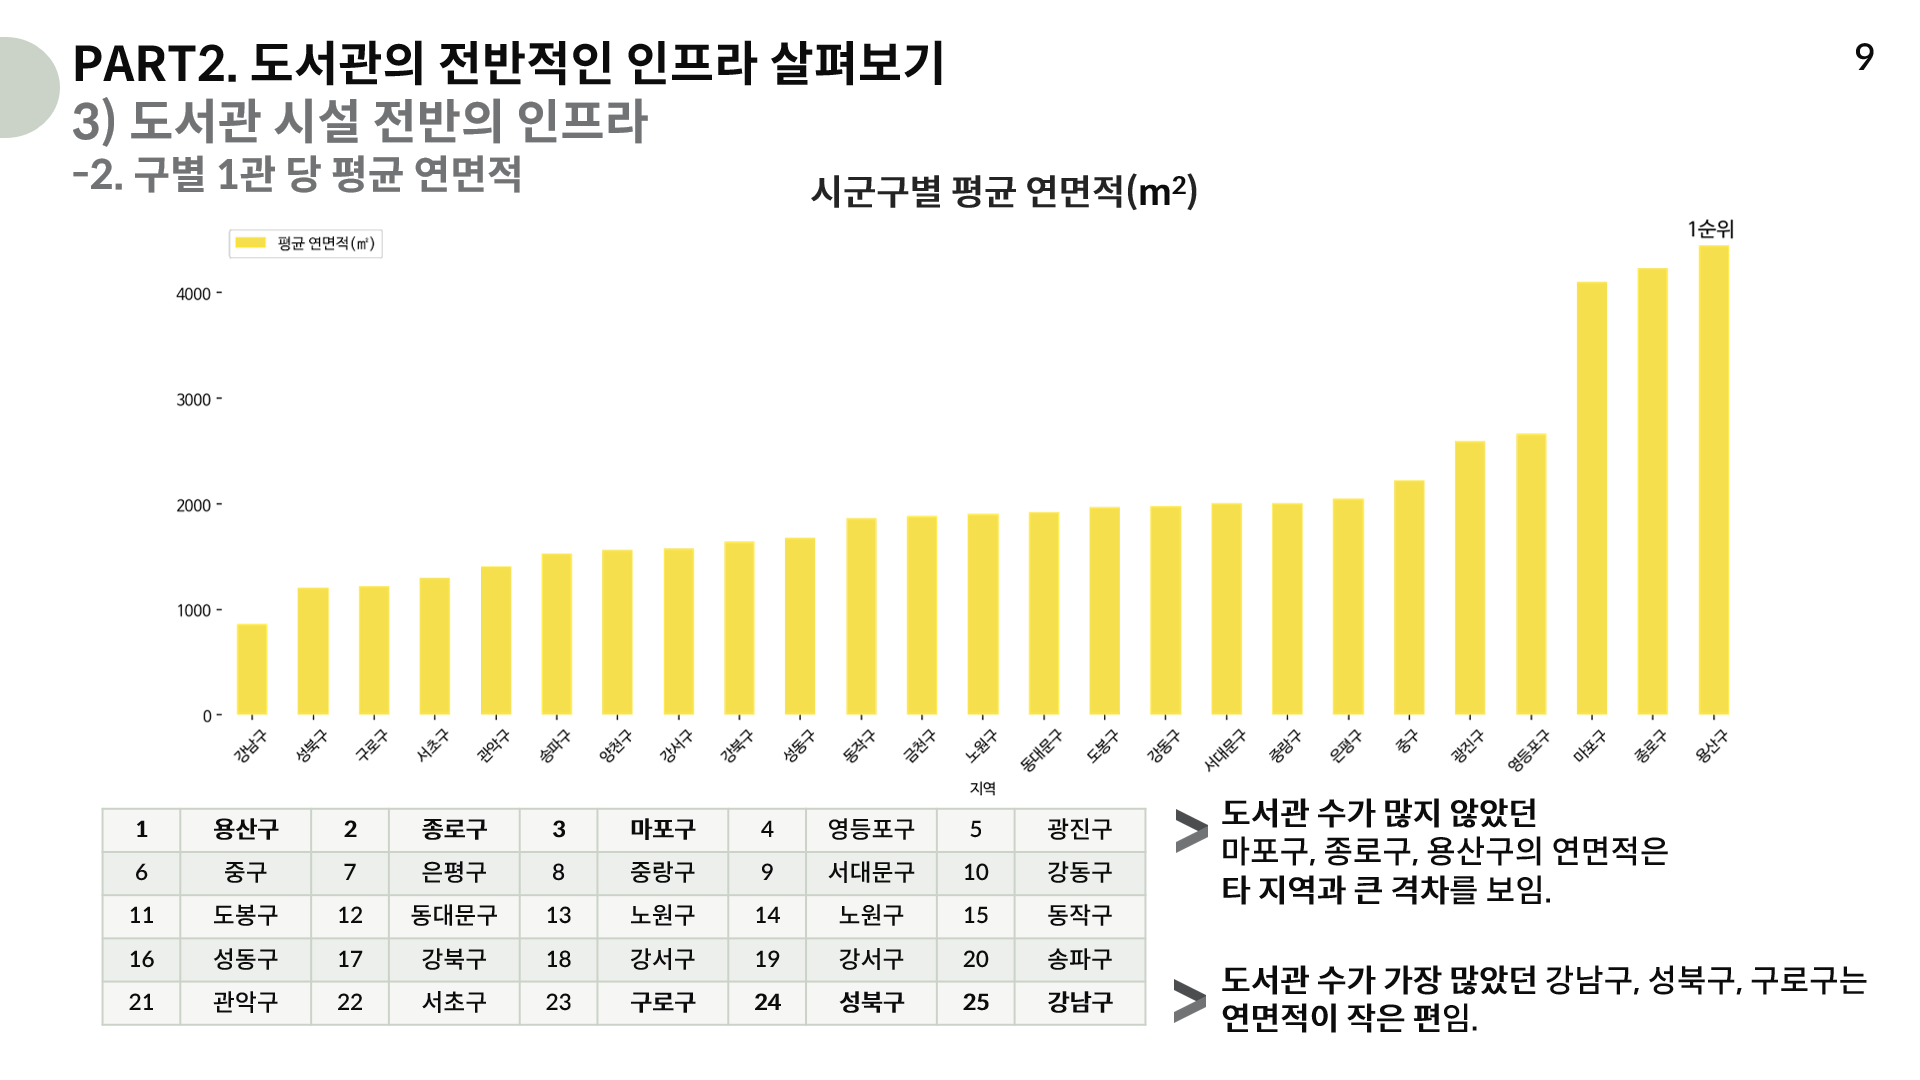 PART2. 도서관의 전반적인 인프라 살펴보기
9
3) 도서관 시설 전반의 인프라
-2. 구별 1관 당 평균 연면적
시군구별 평균 연면적(m²)
평균 연면적(㎡)
1순위
4000
3000
2000
1000
0
강남구 성북구 구로구 서초구 관악구 송파구 양천구 강서구 강북구 성동구 동작구 금천구 노원구 동대문구 도봉구 강동구 서대문구 중랑구 은평구 중구 광진구 영등포구 마포구 종로구 용산구
지역
1 용산구 2 종로구 3 마포구 4 영등포구 5 광진구
6 중구 7 은평구 8 중랑구 9 서대문구 10 강동구
11 도봉구 12 동대문구 13 노원구 14 노원구 15 동작구
16 성동구 17 강북구 18 강서구 19 강서구 20 송파구
21 관악구 22 서초구 23 구로구 24 성북구 25 강남구
> 도서관 수가 많지 않았던
마포구, 종로구, 용산구의 연면적은
타 지역과 큰 격차를 보임.
> 도서관 수가 가장 많았던 강남구, 성북구, 구로구는
연면적이 작은 편임.